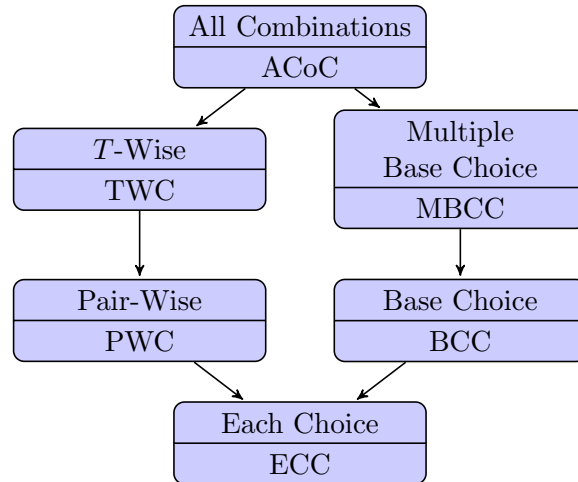 All Combinations
ACoC
T-Wise
TWC
Multiple
Base Choice
MBCC
Pair-Wise
PWC
Base Choice
BCC
Each Choice
ECC